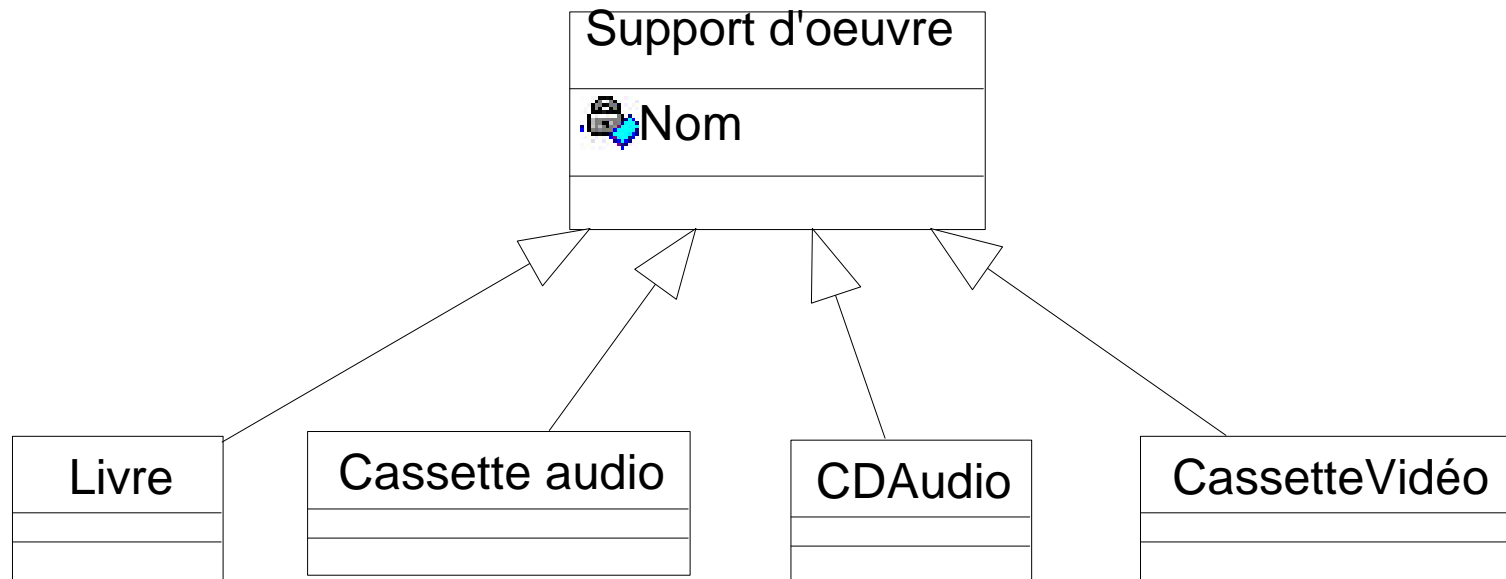 Support d'oeuvre
Nom
Livre
Cassette audio
CDAudio
CassetteVidéo